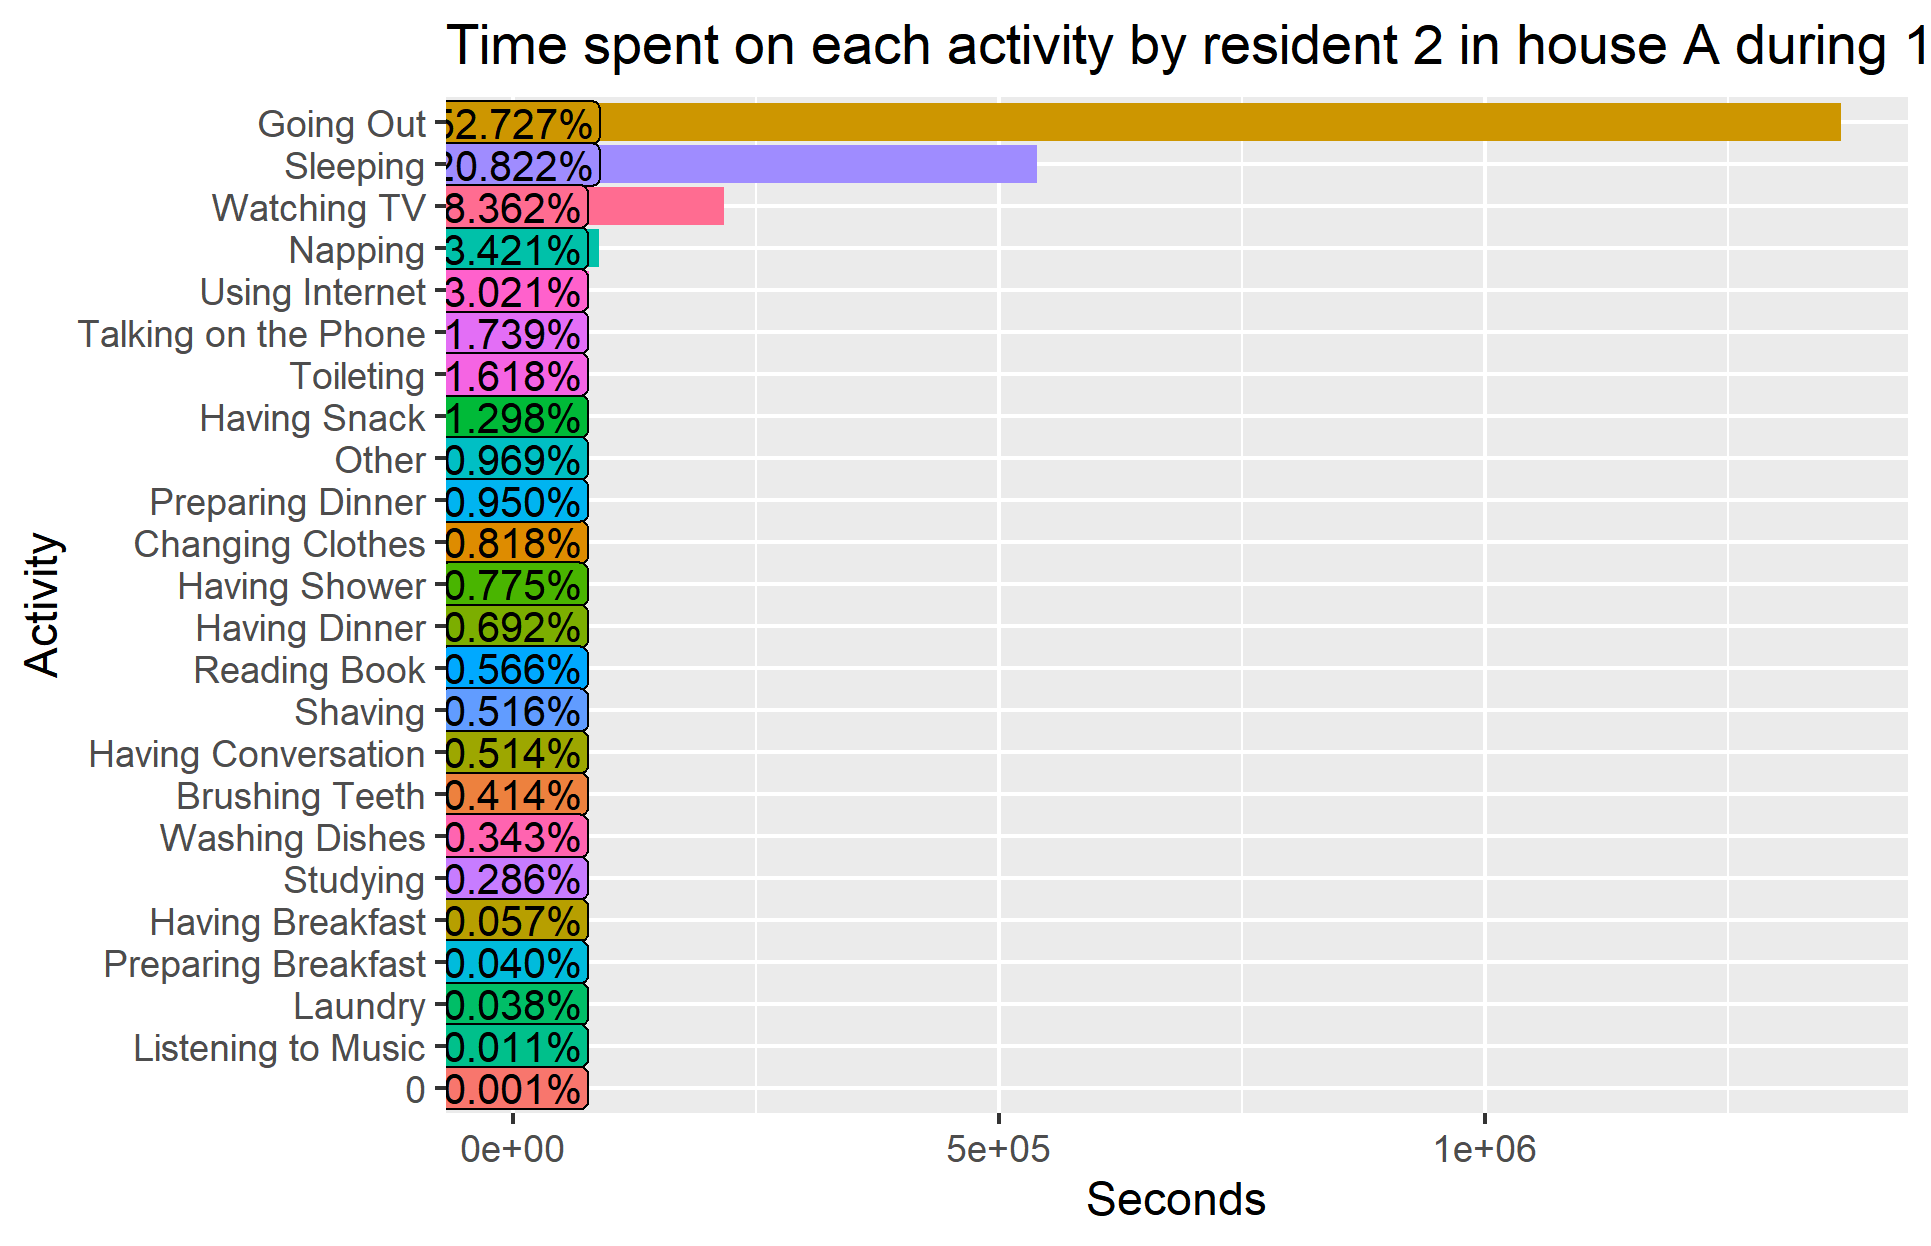 Time spent on each activity by resident 2 in house A during 1
Going Out 52.727%
Sleeping 20.822%
Watching TV 8.362%
Napping 3.421%
Using Internet 3.021%
Talking on the Phone 1.739%
Toileting 1.618%
Having Snack 1.298%
Other 0.969%
Preparing Dinner 0.950%
Changing Clothes 0.818%
Having Shower 0.775%
Having Dinner 0.692%
Reading Book 0.566%
Shaving 0.516%
Having Conversation 0.514%
Brushing Teeth 0.414%
Washing Dishes 0.343%
Studying 0.286%
Having Breakfast 0.057%
Preparing Breakfast 0.040%
Laundry 0.038%
Listening to Music 0.011%
0 0.001%
Activity
0e+00 5e+05 1e+06
Seconds